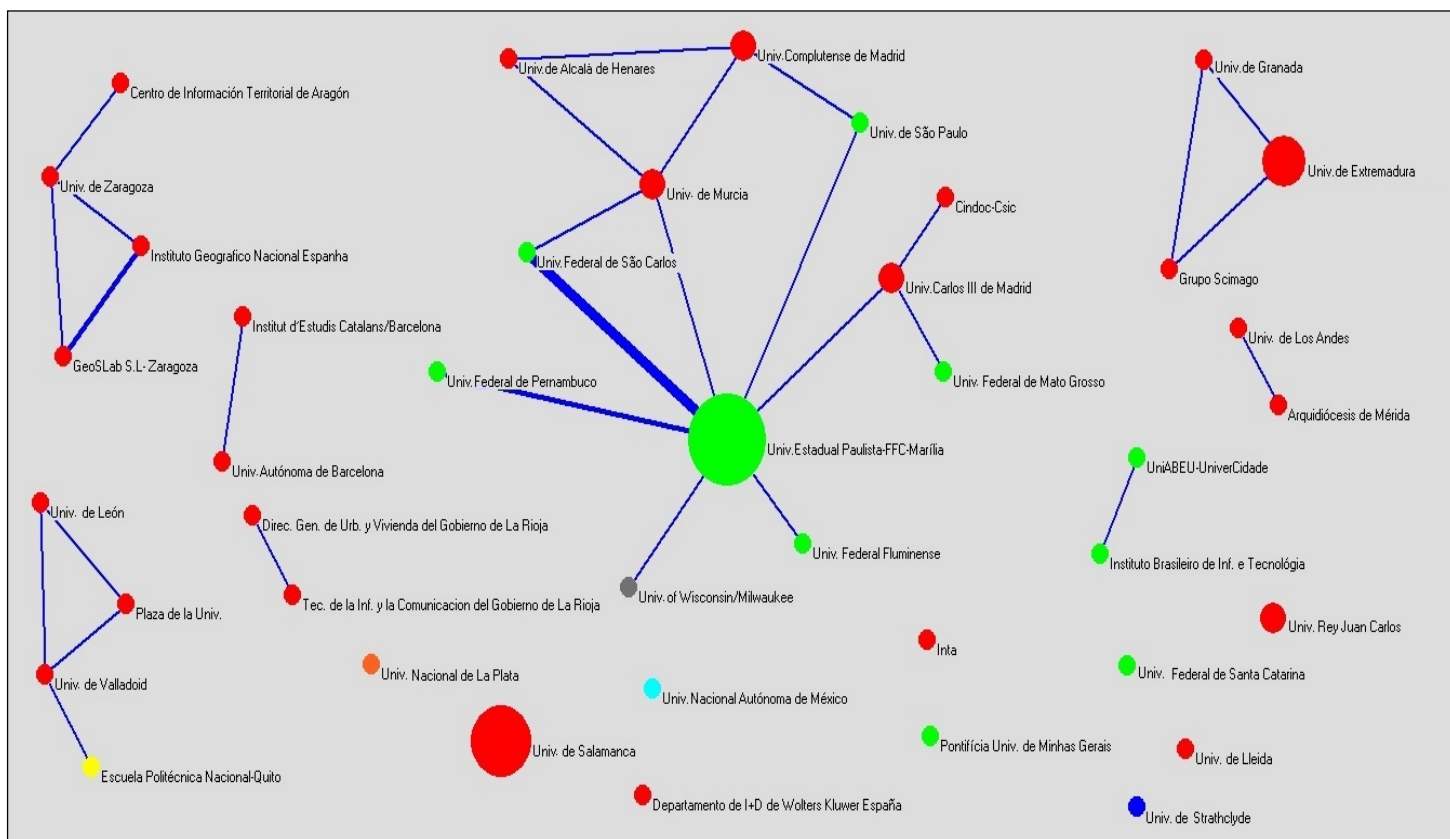 Univ. Complutense de Madrid
Univ.de Alcalá de Henares
Univ.de Granada
Centro de Información Territorial de Aragón
Univ. de São Paulo
Univ.de Extremadura
Univ. de Zaragoza
Univ. de Murcia
Cindoc-Csic
Instituto Geografico Nacional Espanha
Univ.Federal de São Carlos
Grupo Scimago
Univ.Carlos III de Madrid
Institut d'Estudis Catalans/Barcelona
Univ. de Los Andes
GeoSLab S.L-Zaragoza
Univ.Federal de Pernambuco
Univ. Federal de Mato Grosso
Arquidiócesis de Mérida
Univ.Estadual Paulista-FFC-Marília
Univ.Autónoma de Barcelona
UniABEU-UniverCidade
Univ. de León
Direc. Gen. de Urb. y Vivienda del Gobierno de La Rioja
Univ. Federal Fluminense
Instituto Brasileiro de Inf. e Tecnológia
Plaza de la Univ.
Tec. de la Inf. y la Comunicacion del Gobierno de La Rioja
Univ. of Wisconsin/Milwaukee
Univ. Rey Juan Carlos
Inta
Univ. de Valladoid
Univ. Nacional de La Plata
Univ. Federal de Santa Catarina
Univ. Nacional Autónoma de México
Univ. de Salamanca
Pontifícia Univ. de Minhas Gerais
Univ. de Lleida
Escuela Politécnica Nacional-Quito
Departamento de I+D de Wolters Kluwer España
Univ. de Strathclyde